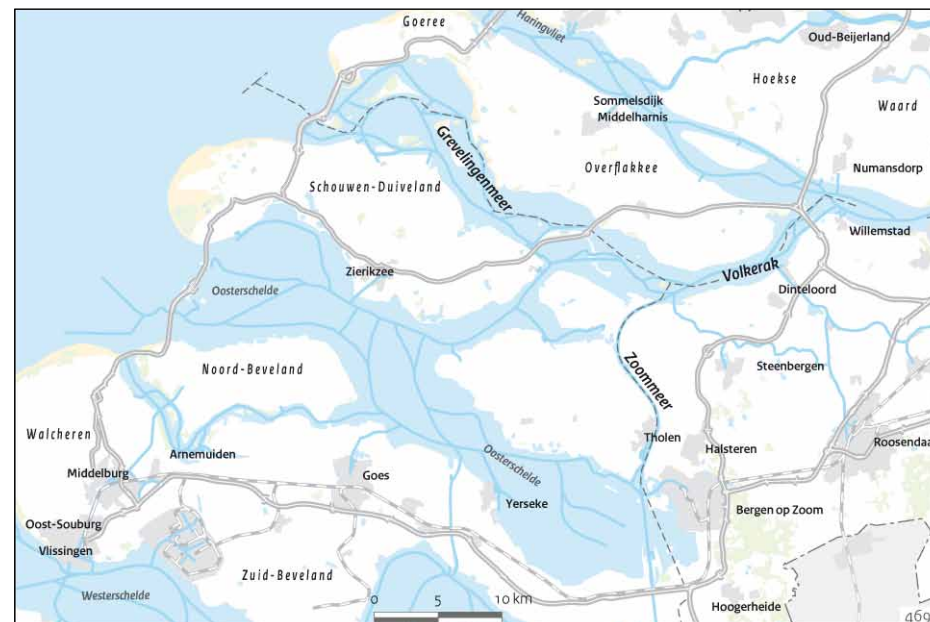 Goeree
Haringvliet
Oud-Beijerland
Hoekse
Waard
Sommelsdijk
Middelharnis
Grevelingenmeer
Overflakkee
Numansdorp
Schouwen-Duiveland
Willemstad
Zierikzee
Volkerak
Oosterschelde
Dinteloord
Noord-Beveland
Zoommeer
Steenbergen
Walcheren
Tholen
Halsteren
Roosendaa
Arnemuiden
Oosterschelde
Middelburg
Goes
Yerseke
Bergen op Zoom
Oost-Souburg
Vlissingen
Zuid-Beveland
Westerschelde
0 5 10 km
Hoogerheide
469